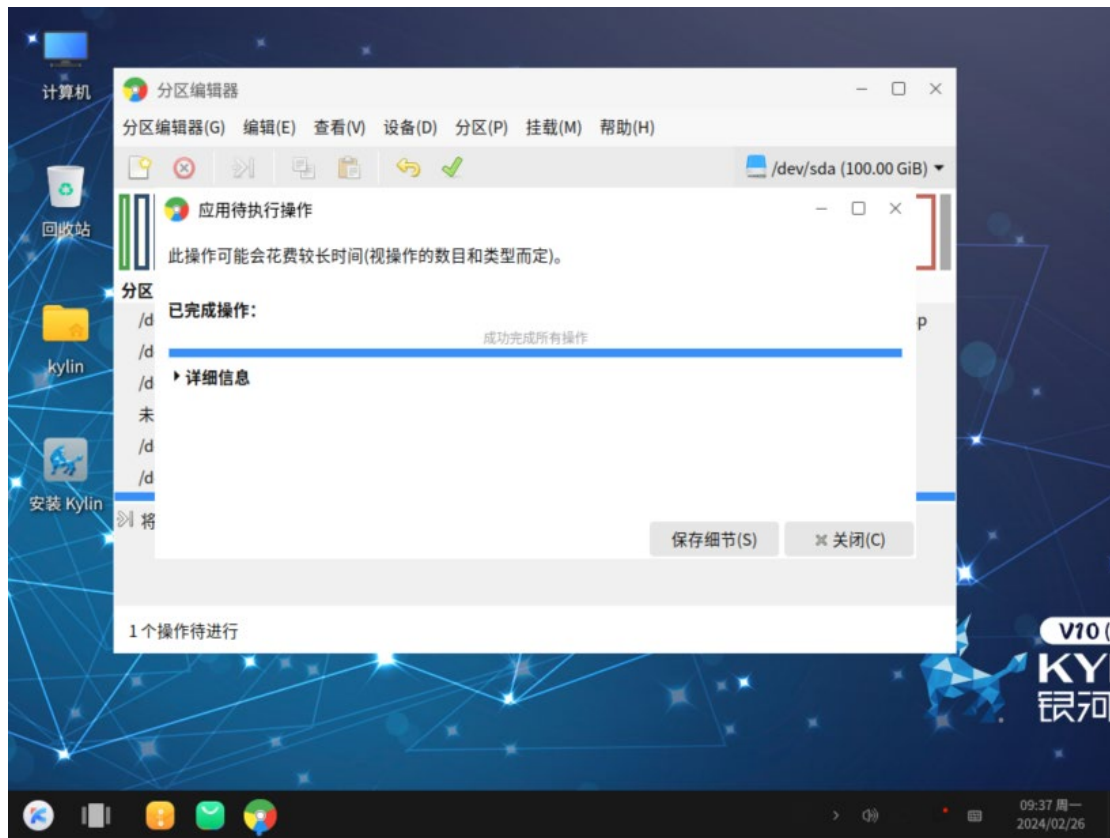 计算机
回收站
kylin
安装 Kylin
分区编辑器
分区编辑器(G) 编辑(E) 查看(V) 设备(D) 分区(P) 挂载(M) 帮助(H)
/dev/sda (100.00 GiB)
应用待执行操作
此操作可能会花费较长时间(视操作的数目和类型而定)。
分区
已完成操作:
成功完成所有操作
/d
p
/d
详细信息
/d
未
/d
/d
将
保存细节(S) 关闭(C)
1个操作待进行
V10 (
KY
银河
09:37 周一
2024/02/26